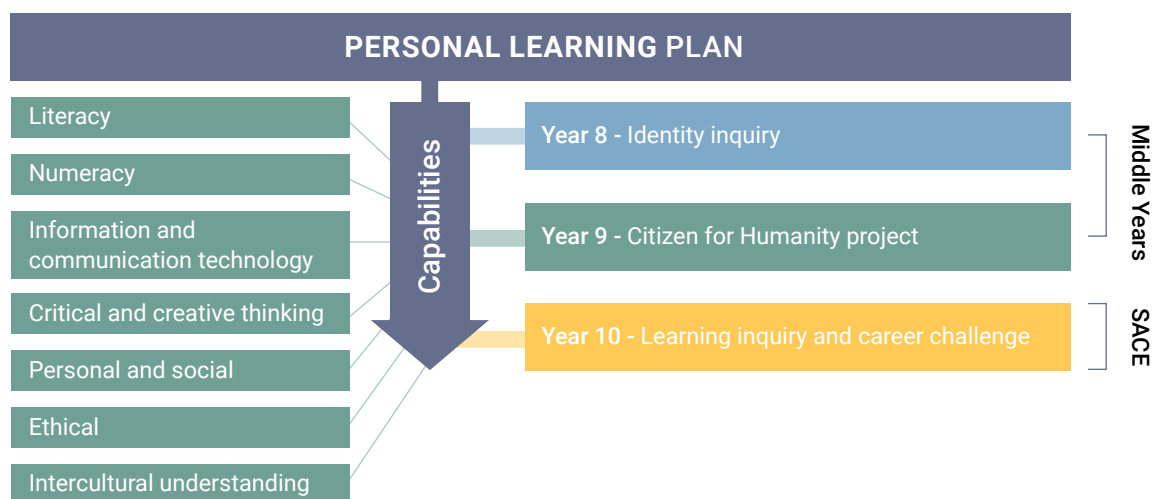 PERSONAL LEARNING PLAN
Literacy
Numeracy
Information and
communication technology
Critical and creative thinking
Personal and social
Ethical
Intercultural understanding
Capabilities
Year 8 - Identity inquiry
Year 9 - Citizen for Humanity project
Year 10 - Learning inquiry and career challenge
Middle Years
SACE